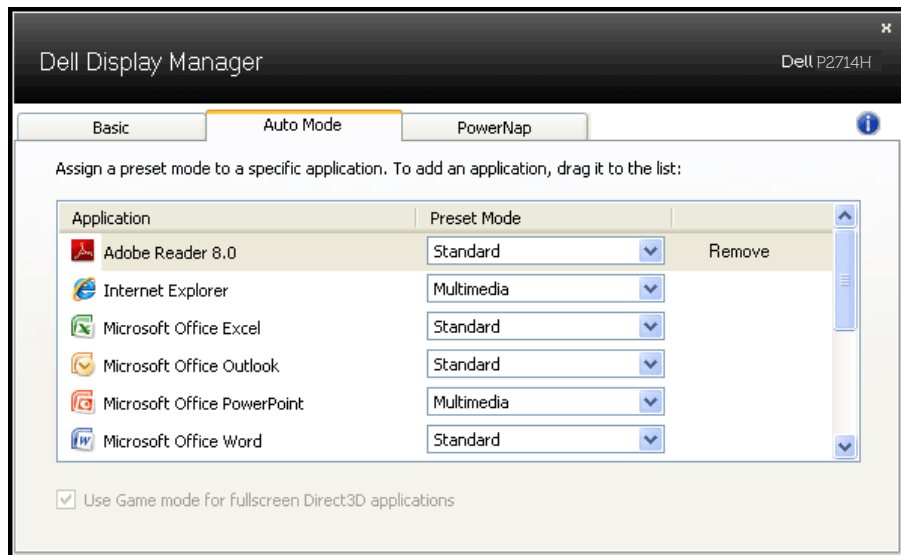 Dell Display Manager
Dell P2714H
Basic
Auto Mode
PowerNap
Assign a preset mode to a specific application. To add an application, drag it to the list:
Application Preset Mode
Adobe Reader 8.0 Standard Remove
Internet Explorer Multimedia
Microsoft Office Excel Standard
Microsoft Office Outlook Standard
Microsoft Office PowerPoint Multimedia
Microsoft Office Word Standard
Use Game mode for fullscreen Direct3D applications